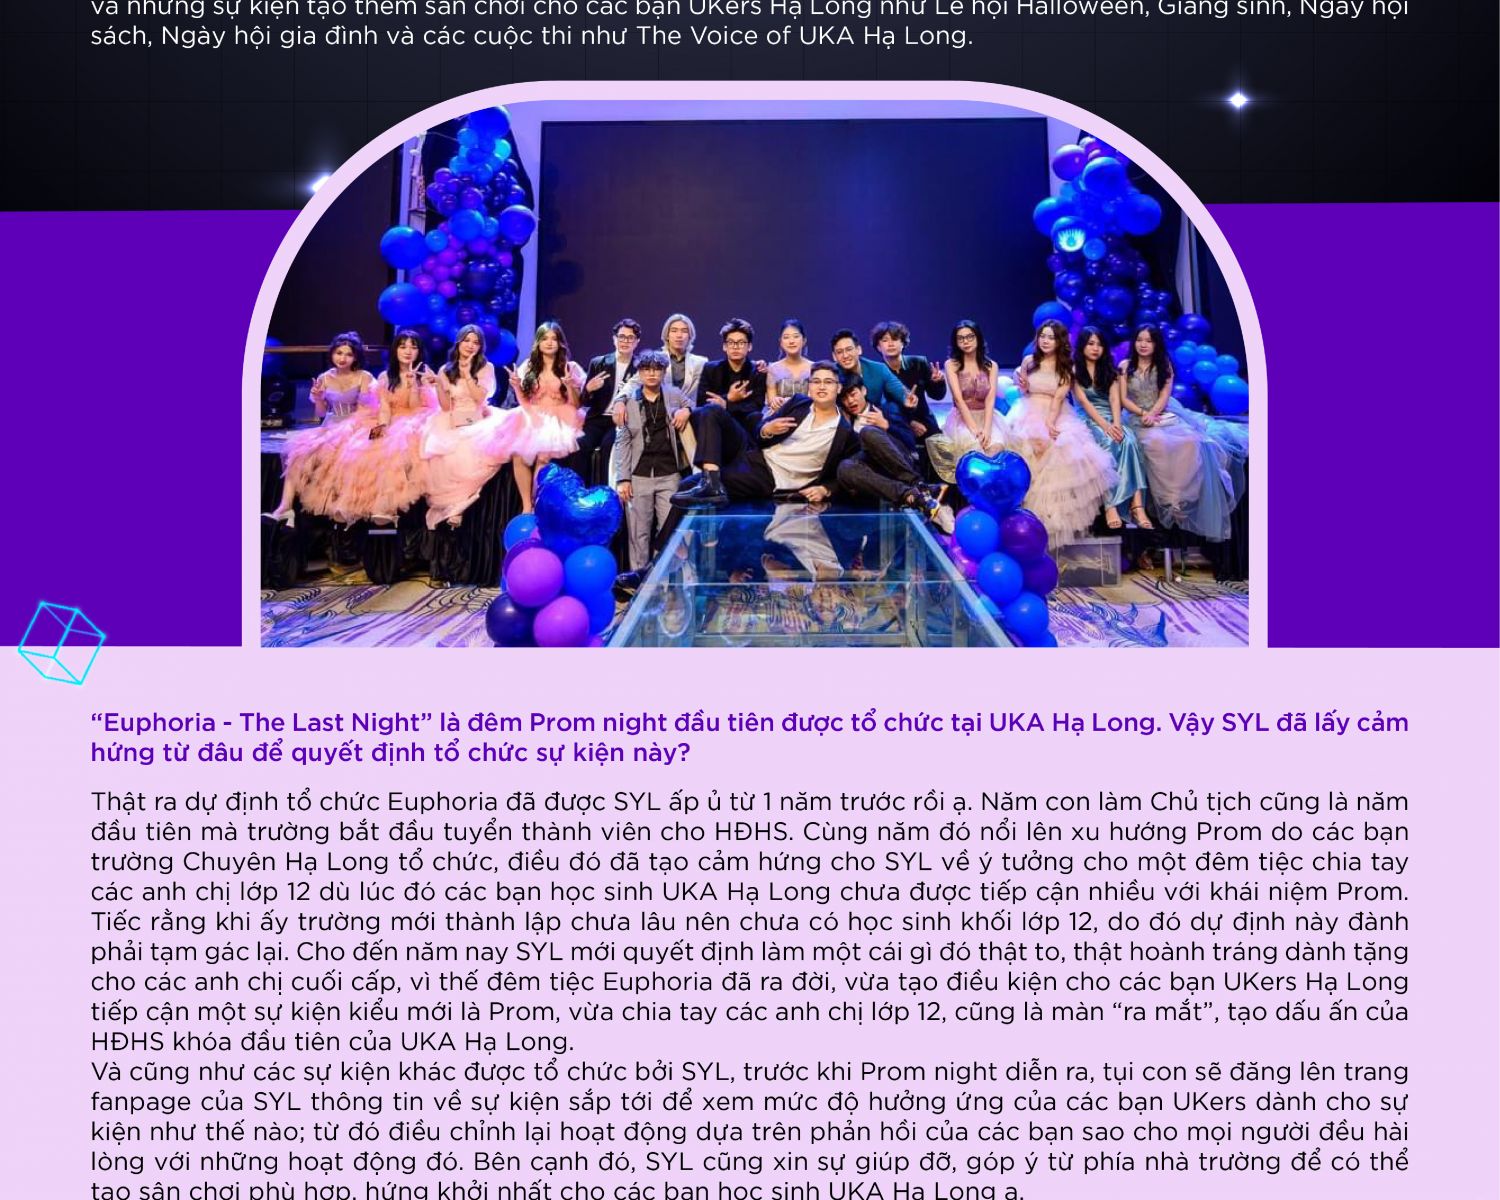 và những sự kiện tạo thêm sân chơi cho các bạn UKers Hạ Long như Lễ hội Halloween, Giáng sinh, Ngày hội
sách, Ngày hội gia đình và các cuộc thi như The Voice of UKA Hạ Long.
“Euphoria - The Last Night” là đêm Prom night đầu tiên được tổ chức tại UKA Hạ Long. Vậy SYL đã lấy cảm
hứng từ đâu để quyết định tổ chức sự kiện này?
Thật ra dự định tổ chức Euphoria đã được SYL ấp ủ từ 1 năm trước rồi ạ. Năm con làm Chủ tịch cũng là năm
đầu tiên mà trường bắt đầu tuyển thành viên cho HĐHS. Cùng năm đó nổi lên xu hướng Prom do các bạn
trường Chuyên Hạ Long tổ chức, điều đó đã tạo cảm hứng cho SYL về ý tưởng cho một đêm tiệc chia tay
các anh chị lớp 12 dù lúc đó các bạn học sinh UKA Hạ Long chưa được tiếp cận nhiều với khái niệm Prom.
Tiếc rằng khi ấy trường mới thành lập chưa lâu nên chưa có học sinh khối lớp 12, do đó dự định này đành
phải tạm gác lại. Cho đến năm nay SYL mới quyết định làm một cái gì đó thật to, thật hoành tráng dành tặng
cho các anh chị cuối cấp, vì thế đêm tiệc Euphoria đã ra đời, vừa tạo điều kiện cho các bạn UKers Hạ Long
tiếp cận một sự kiện kiểu mới là Prom, vừa chia tay các anh chị lớp 12, cũng là màn “ra mắt”, tạo dấu ấn của
HĐHS khóa đầu tiên của UKA Hạ Long.
Và cũng như các sự kiện khác được tổ chức bởi SYL, trước khi Prom night diễn ra, tụi con sẽ đăng lên trang
fanpage của SYL thông tin về sự kiện sắp tới để xem mức độ hưởng ứng của các bạn UKers dành cho sự
kiện như thế nào; từ đó điều chỉnh lại hoạt động dựa trên phản hồi của các bạn sao cho mọi người đều hài
lòng với những hoạt động đó. Bên cạnh đó, SYL cũng xin sự giúp đỡ, góp ý từ phía nhà trường để có thể
tạo sân chơi phù hợp, hứng khởi nhất cho các bạn học sinh UKA Hạ Long ạ.